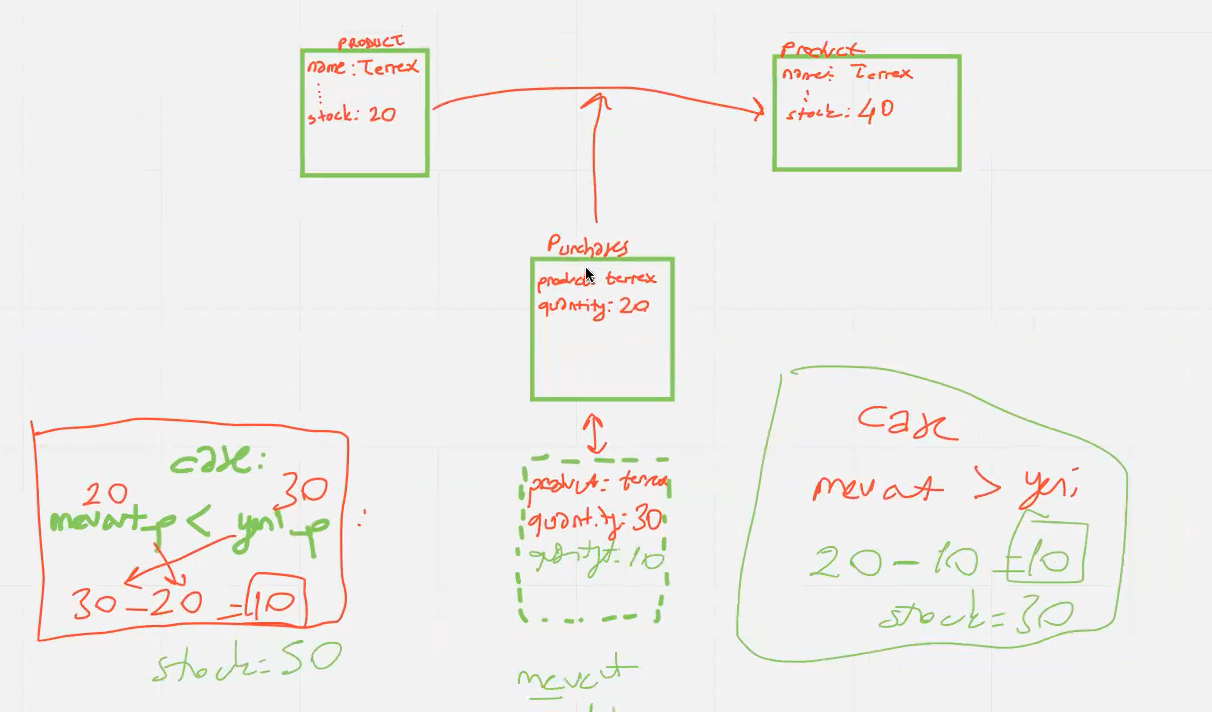 PRODUCT
name: Terrex
stock: 20
Product
name: Terrex
stock: 40
Purchases
product: terrex
quantity: 20
case:
20 30
mevcut_p < yeni_p
30 - 20 = 10
stock = 50
product: terrex
quantity: 30
quantity: 10
mevcut
case
mevcut > yeni
20 - 10 = 10
stock = 30